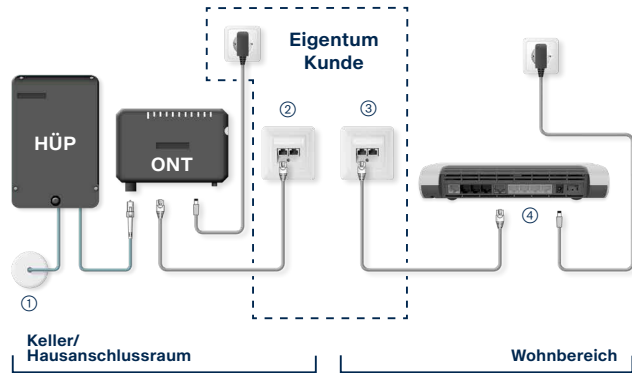 Eigentum
Kunde
②
③
HÜP
ONT
④
①
Keller/
Hausanschlussraum
Wohnbereich